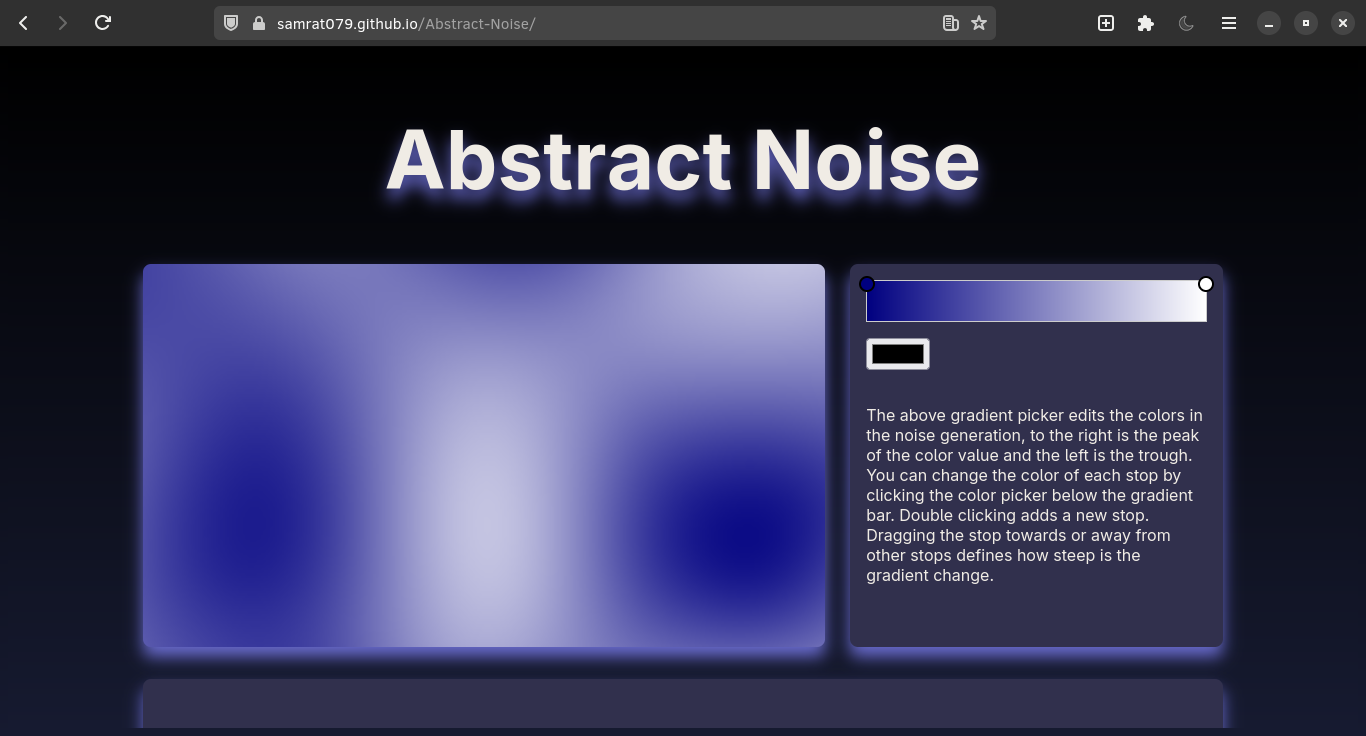 samrat079.github.io/Abstract-Noise/
Abstract Noise
The above gradient picker edits the colors in
the noise generation, to the right is the peak
of the color value and the left is the trough.
You can change the color of each stop by
clicking the color picker below the gradient
bar. Double clicking adds a new stop.
Dragging the stop towards or away from
other stops defines how steep is the
gradient change.